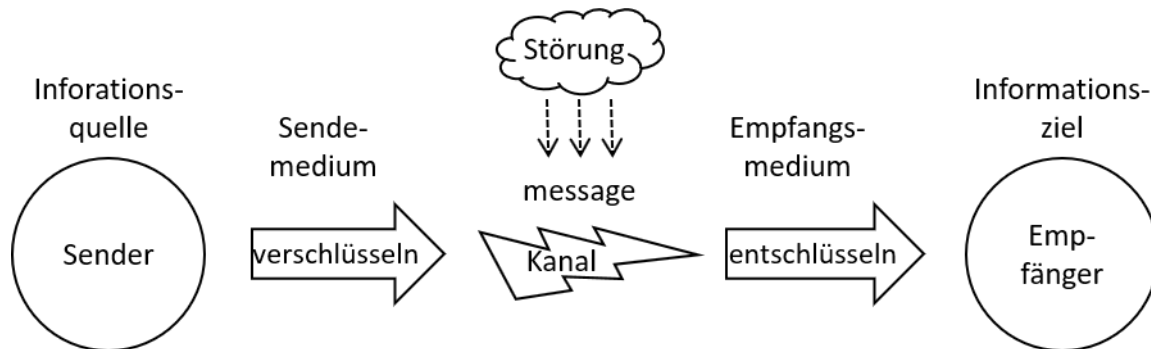 Störung
Inforations-
quelle
Sende-
medium
Empfangs-
medium
Informations-
ziel
message
Sender
verschlüsseln
Kanal
entschlüsseln
Emp-
fänger